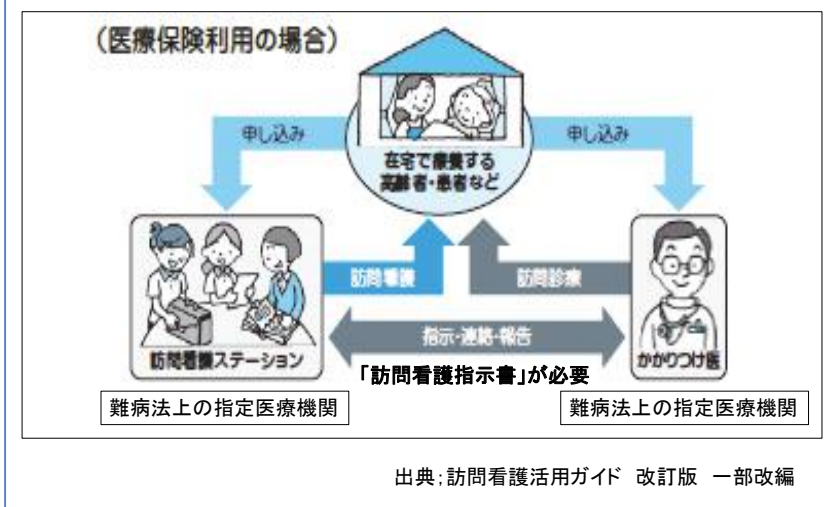 （医療保険利用の場合）
申し込み
申し込み
在宅で療養する
高齢者・患者など
訪問看護
訪問診療
指示・連絡・報告
訪問看護ステーション
かかりつけ医
「訪問看護指示書」が必要
難病法上の指定医療機関
難病法上の指定医療機関
出典；訪問看護活用ガイド　改訂版　一部改編